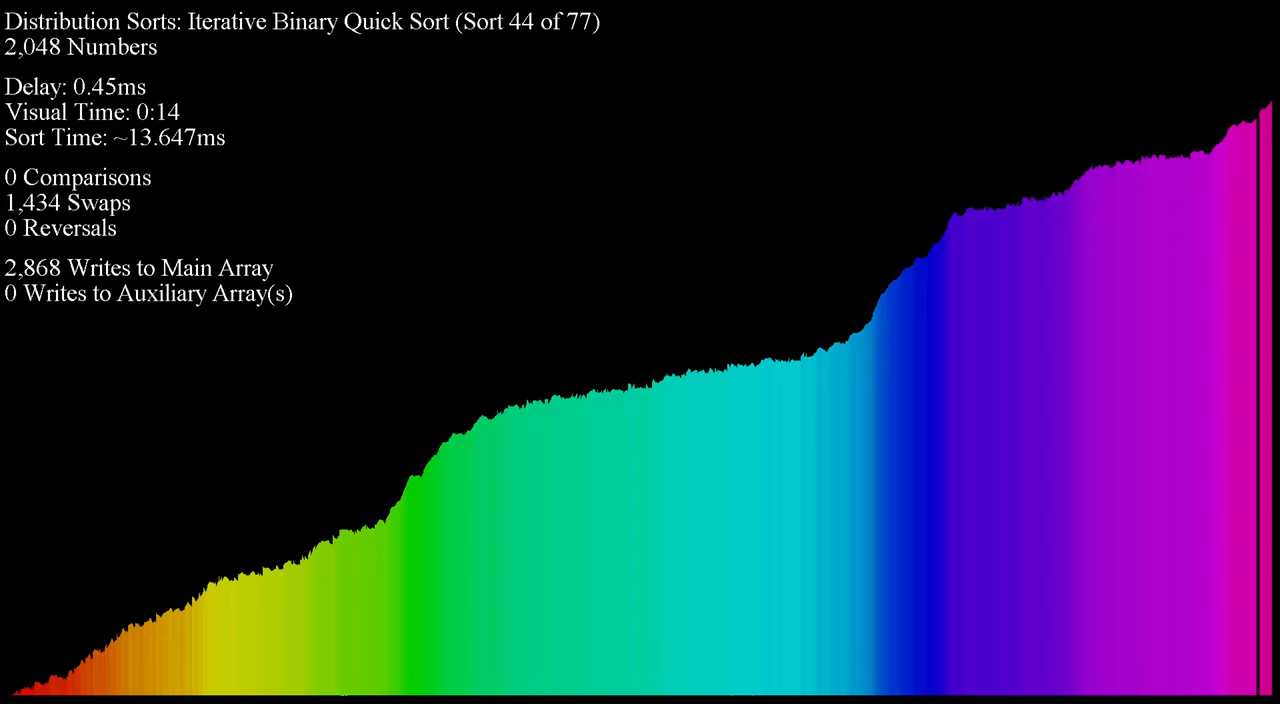 Distribution Sorts: Iterative Binary Quick Sort (Sort 44 of 77)
2,048 Numbers
Delay: 0.45ms
Visual Time: 0:14
Sort Time: ~13.647ms
0 Comparisons
1,434 Swaps
0 Reversals
2,868 Writes to Main Array
0 Writes to Auxiliary Array(s)